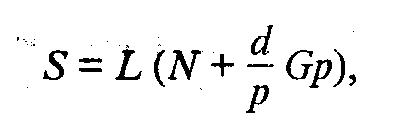 S = L (N + d/p Gp),